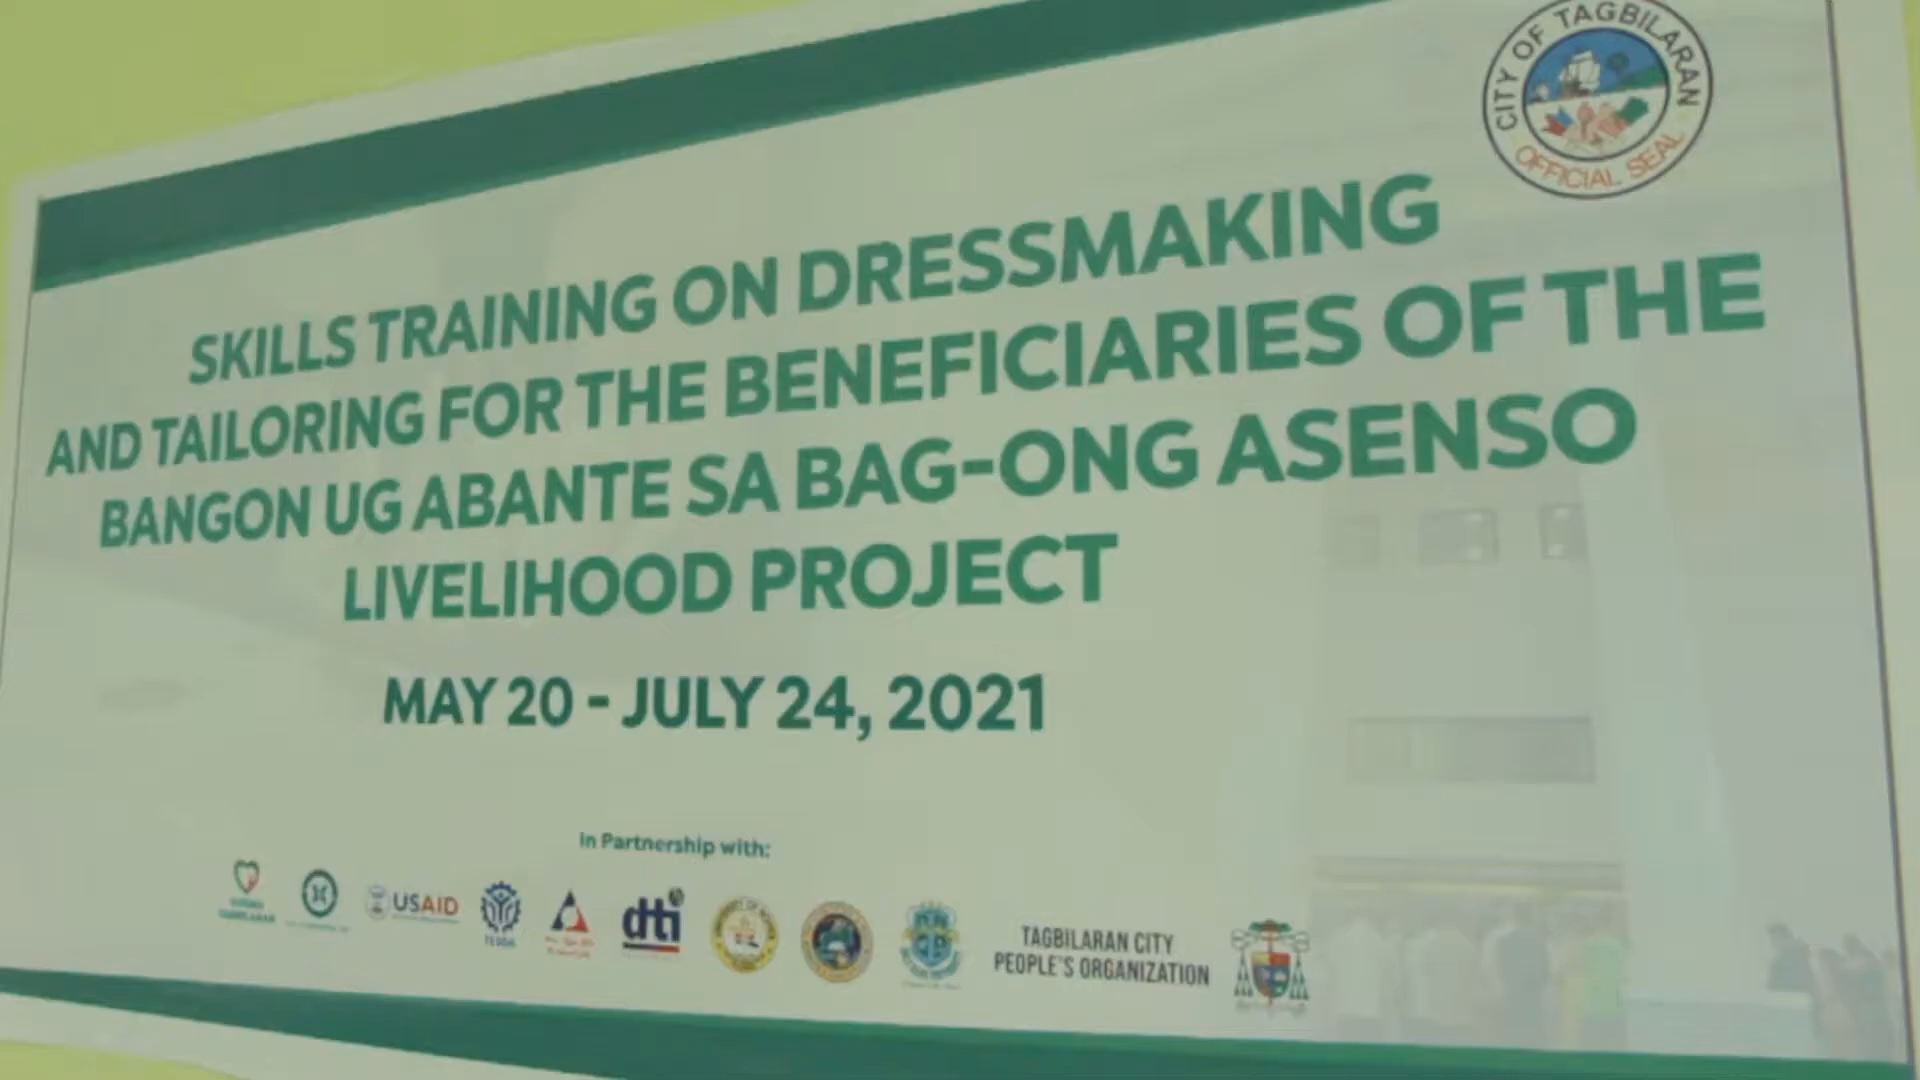 CITY OF TAGBILARAN
OFFICIAL SEAL
SKILLS TRAINING ON DRESSMAKING
AND TAILORING FOR THE BENEFICIARIES OF THE
BANGON UG ABANTE SA BAG-ONG ASENSO
LIVELIHOOD PROJECT
MAY 20 - JULY 24, 2021
In Partnership with:
USAID
TESDA
dti
TAGBILARAN CITY
PEOPLE'S ORGANIZATION